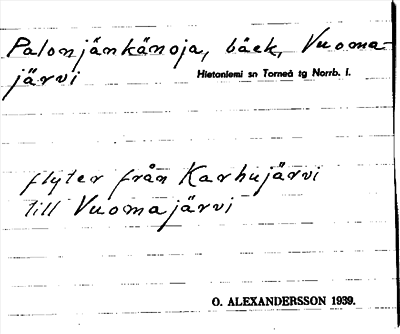 Palonjänkänoja, bäck, Vuoma-
järvi
Hietaniemi sn Torneå tg Norrb. l.
flyter från Karhujärvi
till Vuomajärvi
O. ALEXANDERSSON 1939.